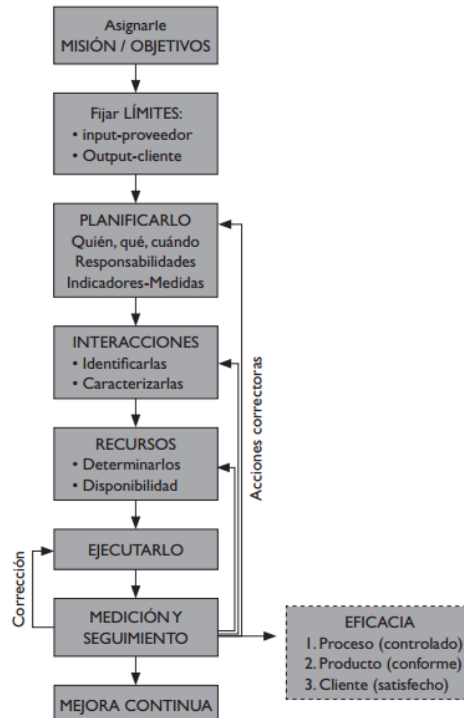 Asignarle
MISIÓN / OBJETIVOS
Fijar LÍMITES:
• input-proveedor
• Output-cliente
PLANIFICARLO
Quién, qué, cuándo
Responsabilidades
Indicadores-Medidas
INTERACCIONES
• Identificarlas
• Caracterizarlas
RECURSOS
• Determinarlos
• Disponibilidad
Acciones correctoras
EJECUTARLO
Corrección
MEDICIÓN Y
SEGUIMIENTO
EFICACIA
1. Proceso (controlado)
2. Producto (conforme)
3. Cliente (satisfecho)
MEJORA CONTINUA